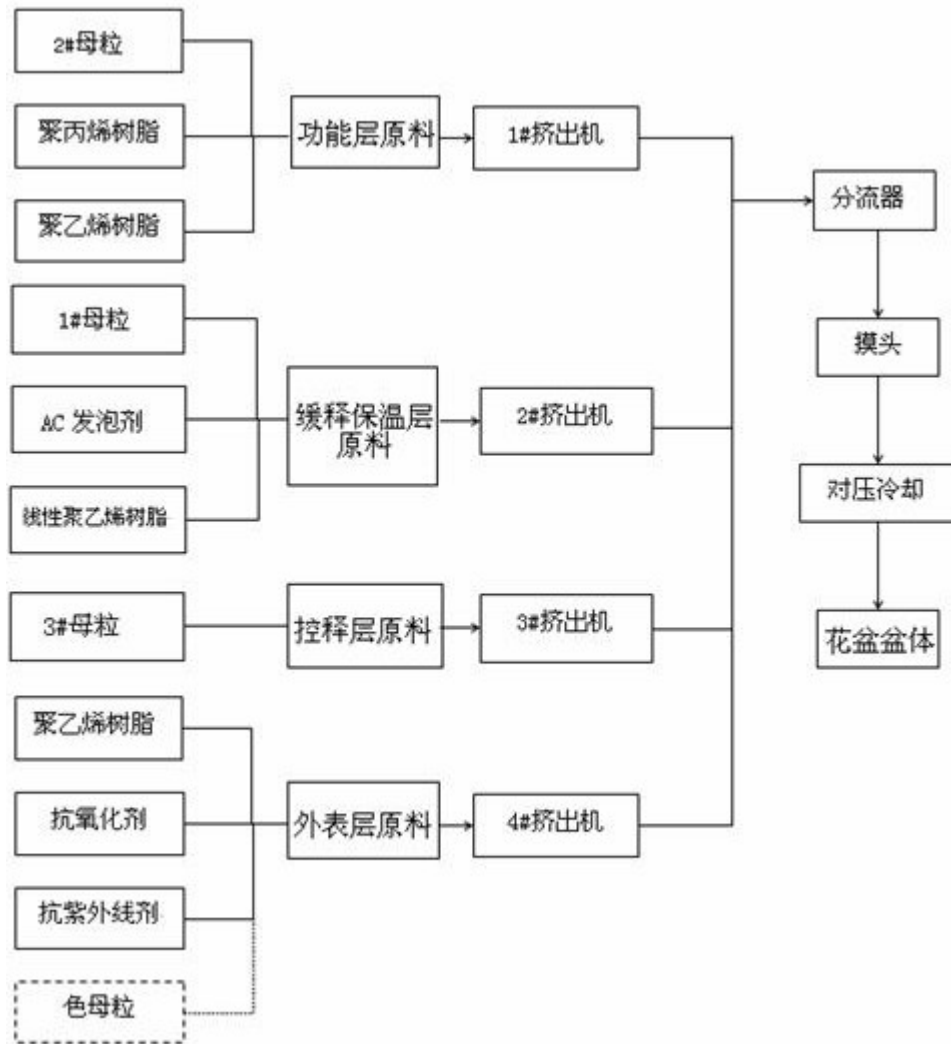 2#母粒
聚丙烯树脂
聚乙烯树脂
功能层原料
1#挤出机
1#母粒
AC 发泡剂
线性聚乙烯树脂
缓释保温层
原料
2#挤出机
3#母粒
控释层原料
3#挤出机
聚乙烯树脂
抗氧化剂
抗紫外线剂
色母粒
外表层原料
4#挤出机
分流器
摸头
对压冷却
花盆盆体